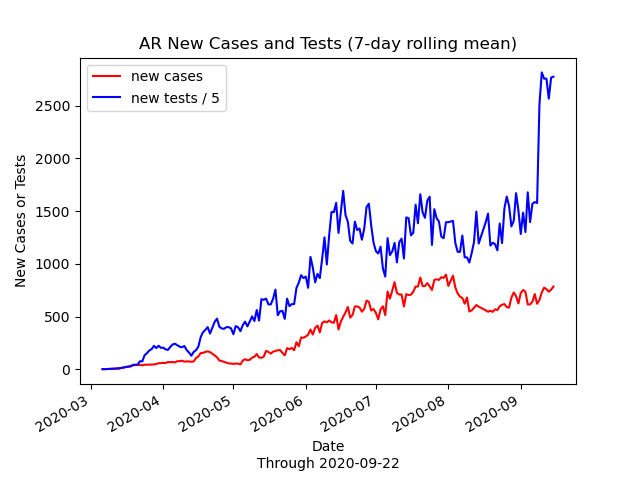 AR New Cases and Tests (7-day rolling mean)
new cases
new tests / 5
New Cases or Tests
2500
2000
1500
1000
500
0
2020-03
2020-04
2020-05
2020-06
2020-07
2020-08
2020-09
Date
Through 2020-09-22